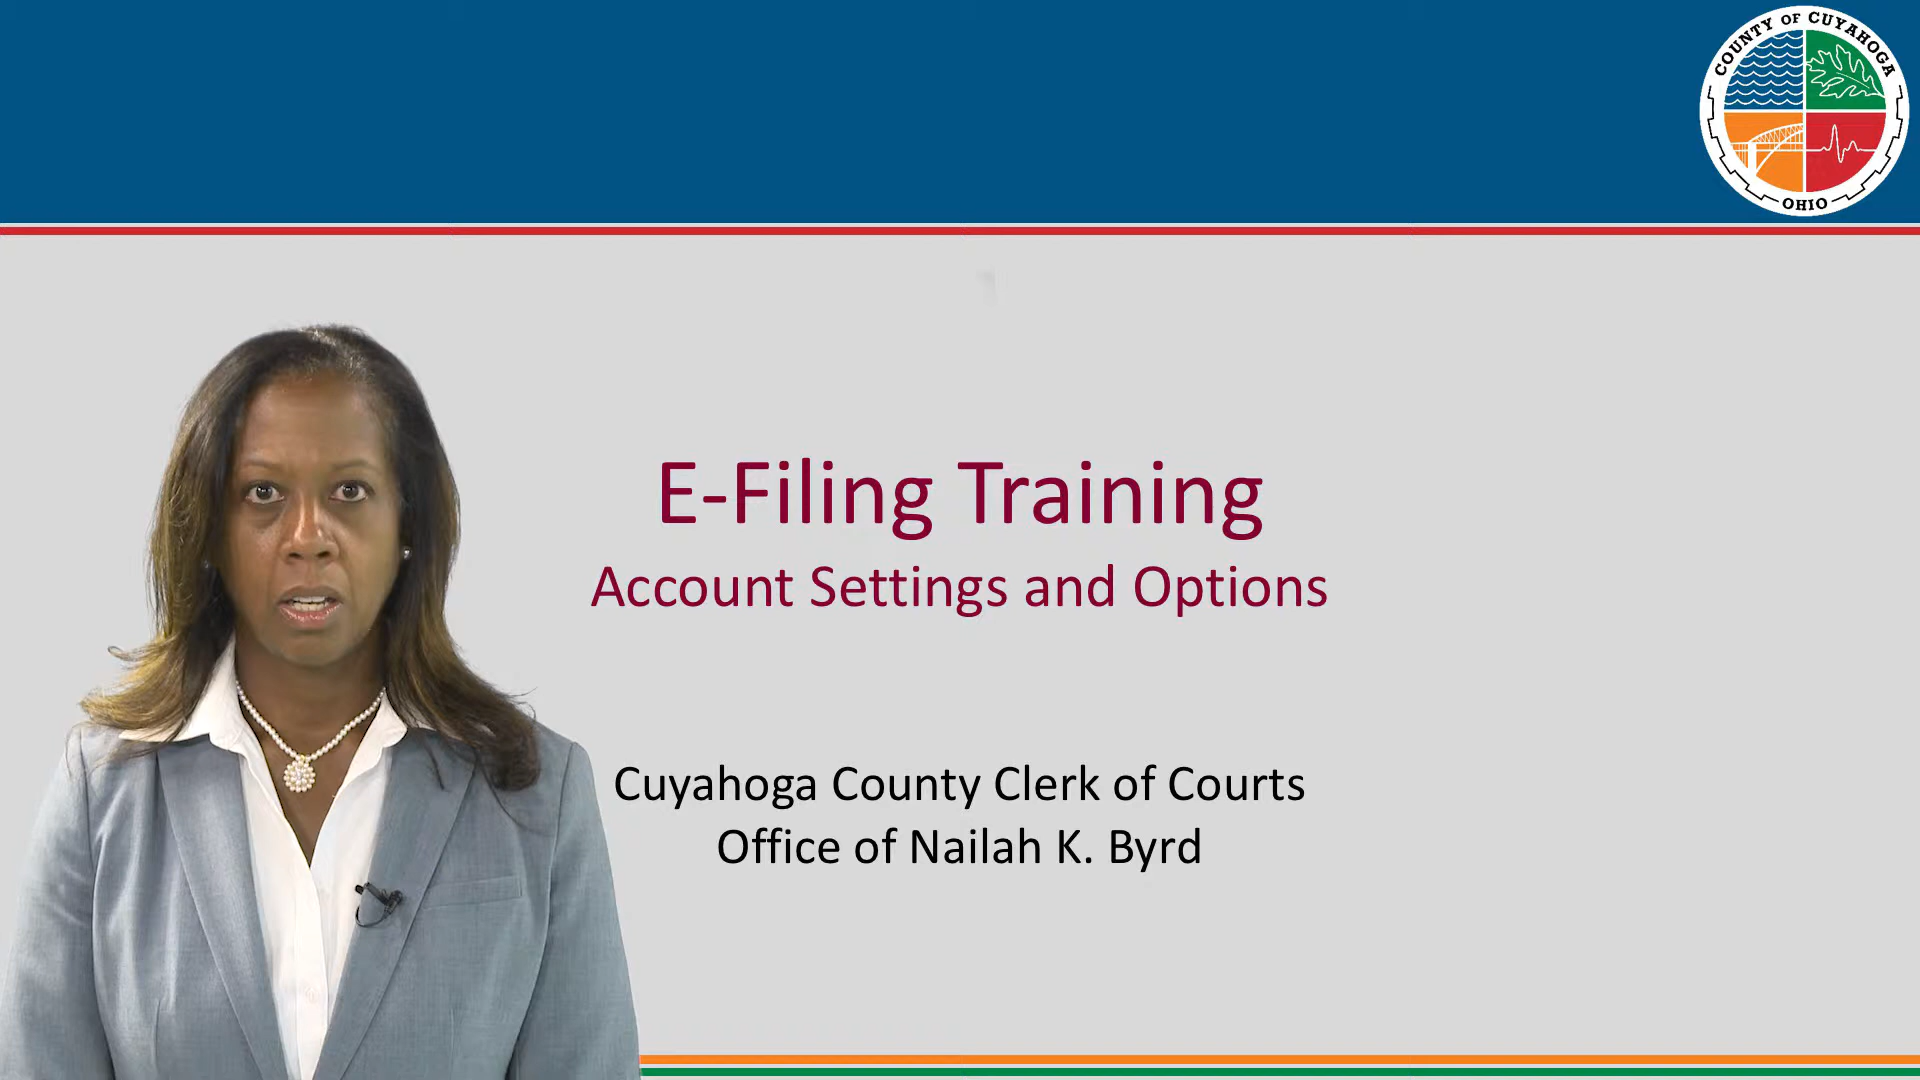 COUNTY OF CUYAHOGA
OHIO
E-Filing Training
Account Settings and Options
Cuyahoga County Clerk of Courts
Office of Nailah K. Byrd